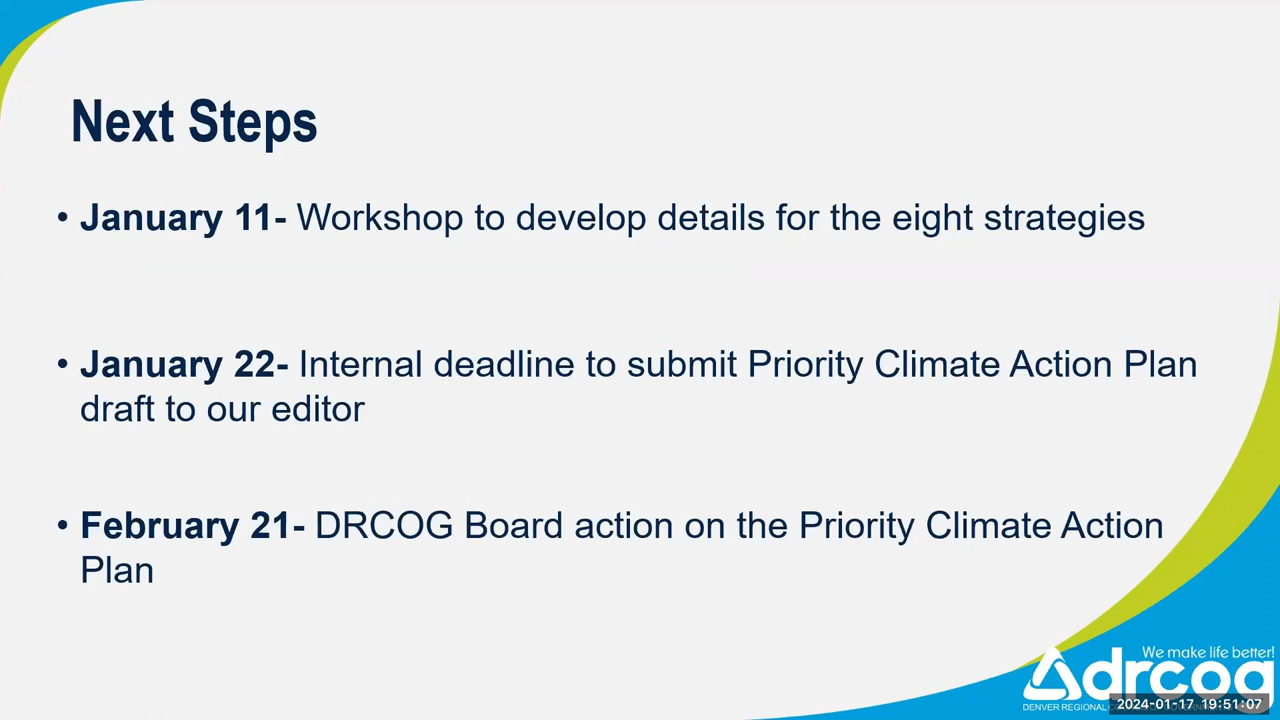 Next Steps
• January 11- Workshop to develop details for the eight strategies
• January 22- Internal deadline to submit Priority Climate Action Plan
draft to our editor
• February 21- DRCOG Board action on the Priority Climate Action
Plan
We make life better!
drcog
DENVER REGIONAL
2024-01-17 19:51:07